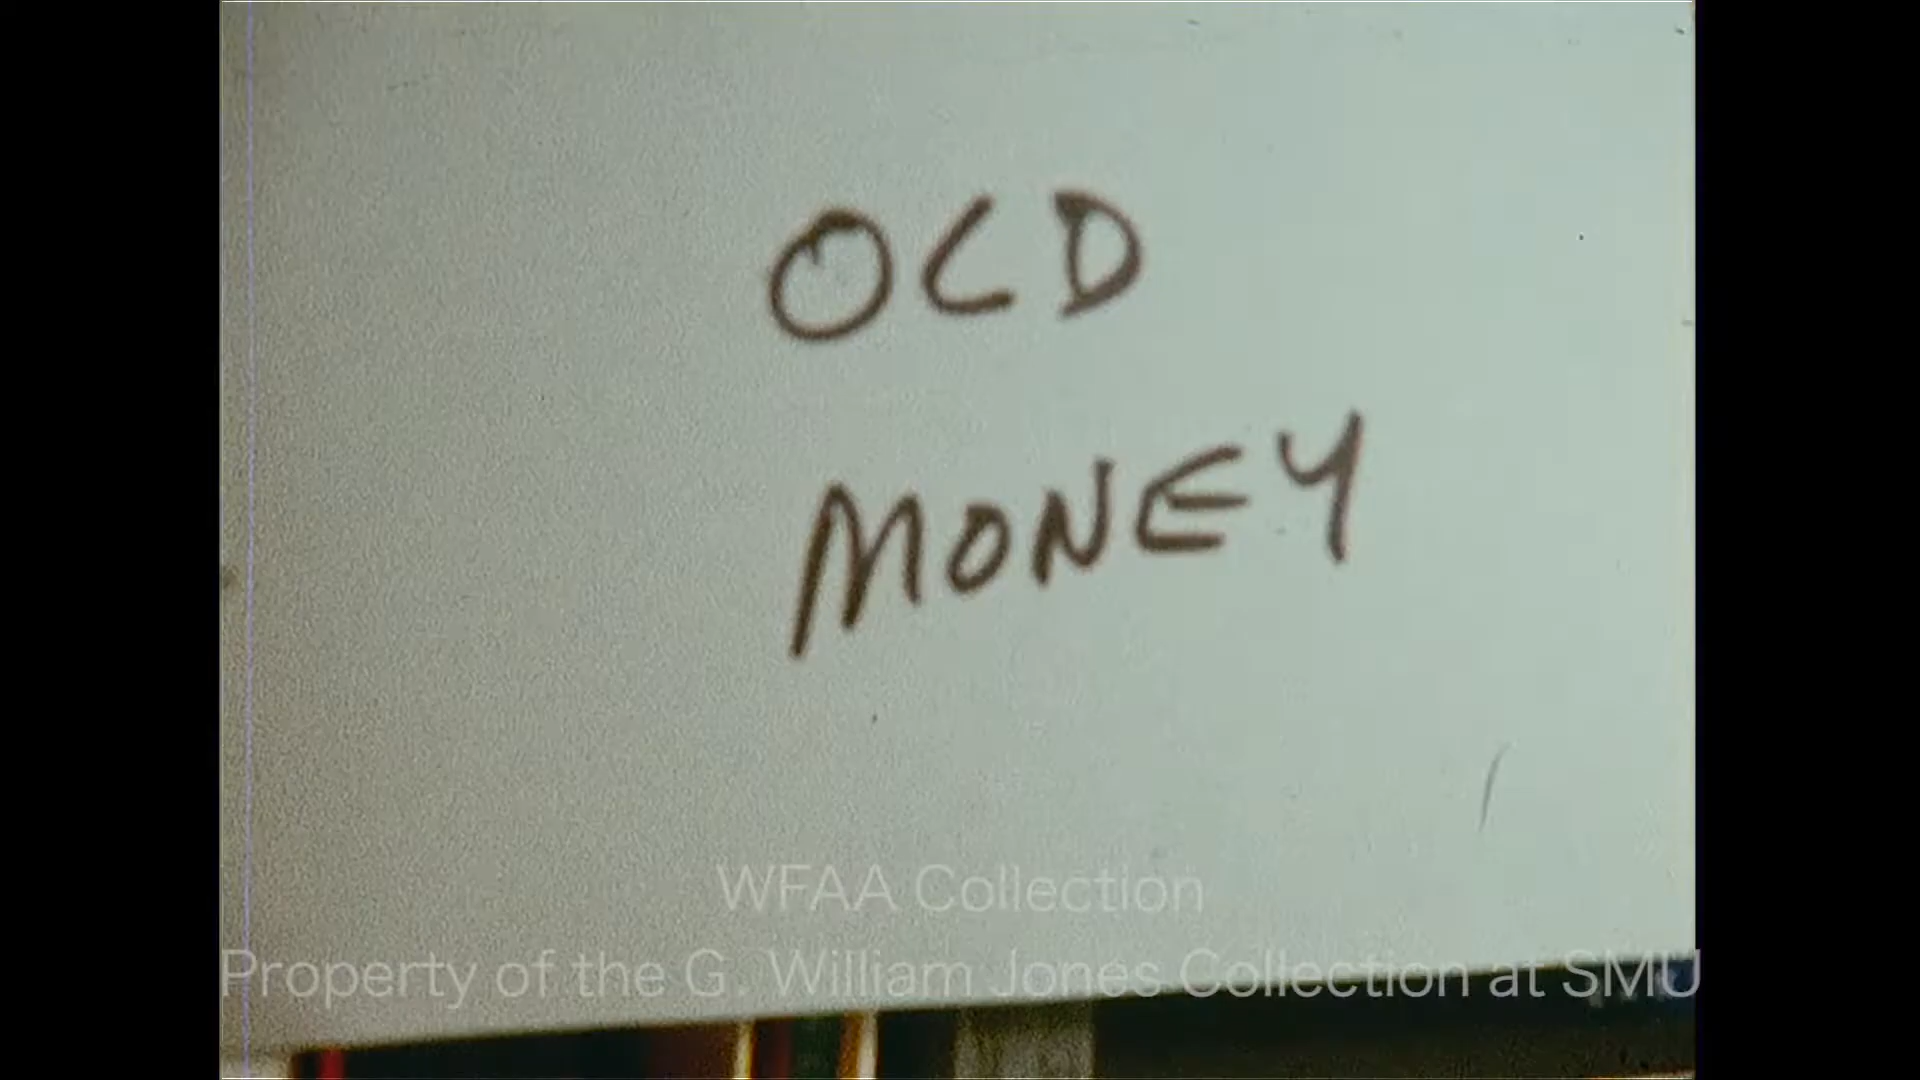 OLD
MONEY
WFAA Collection
Property of the G. William Jones Collection at SMU